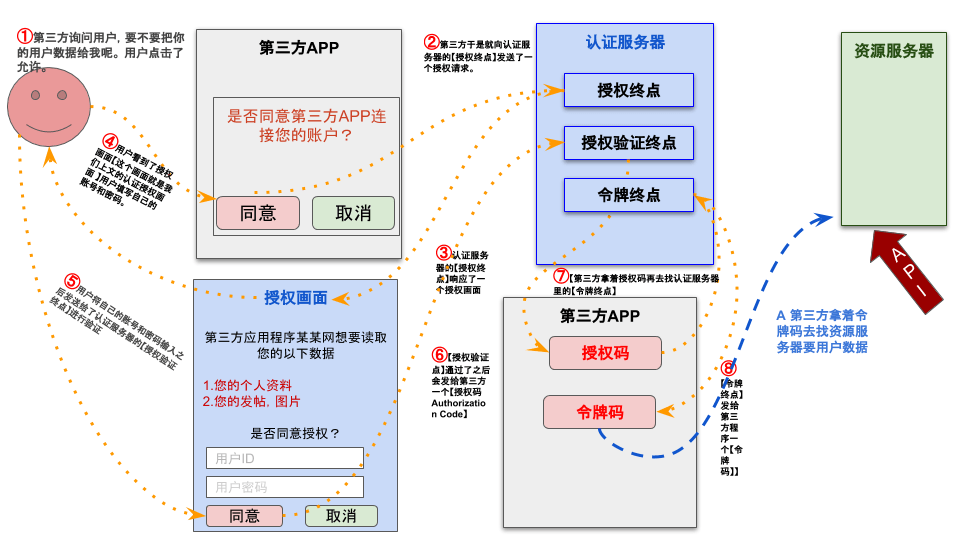 ①第三方询问用户，要不要把你
的用户数据给我呢。用户点击了
允许。
第三方APP
是否同意第三方APP连
接您的账户？
同意
取消
②第三方于是就向认证服
务器的【授权终点】发送了一
个授权请求。
认证服务器
授权终点
授权验证终点
令牌终点
资源服务器
API
④用户看到了授权
画面【这个画面就是我
们上文的认证授权画
面 】用户填写自己的
账号和密码。
③认证服务
器的【授权终
点】响应了一
个授权画面
⑤用户将自己的账号和密码输入之
后发送给了认证服务器的【授权验证
终点】进行验证
授权画面
第三方应用程序某某网想要读取
您的以下数据
1.您的个人资料
2.您的发帖，图片
是否同意授权？
用户ID
用户密码
同意
取消
⑥【授权验证
点】通过了之后
会发给第三方
一个【授权码
Authorizatio
n Code】
⑦【第三方拿着授权码再去找认证服务器
里的【令牌终点】
第三方APP
授权码
令牌码
⑧
【令牌
终点】
发给
第三
方程
序一
个【令
牌
码】】
A 第三方拿着令
牌码去找资源服
务器要用户数据